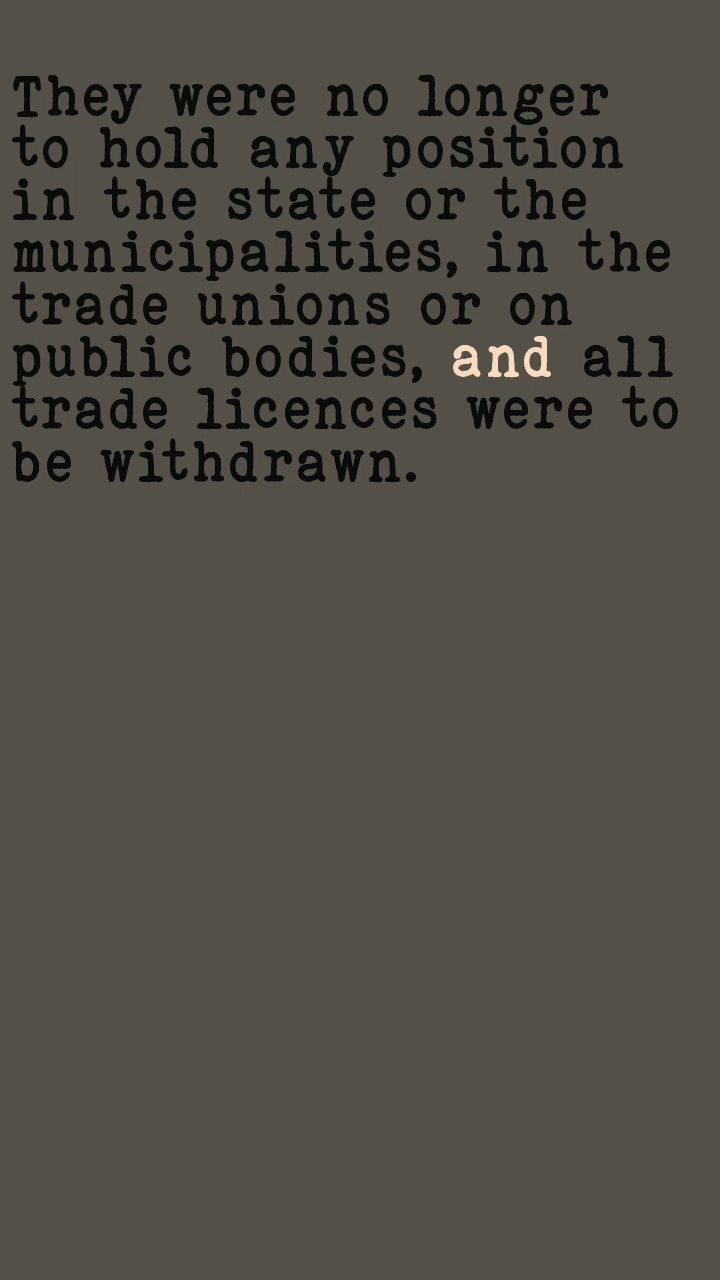 They were no longer
to hold any position
in the state or the
municipalities, in the
trade unions or on
public bodies, and all
trade licences were to
be withdrawn.